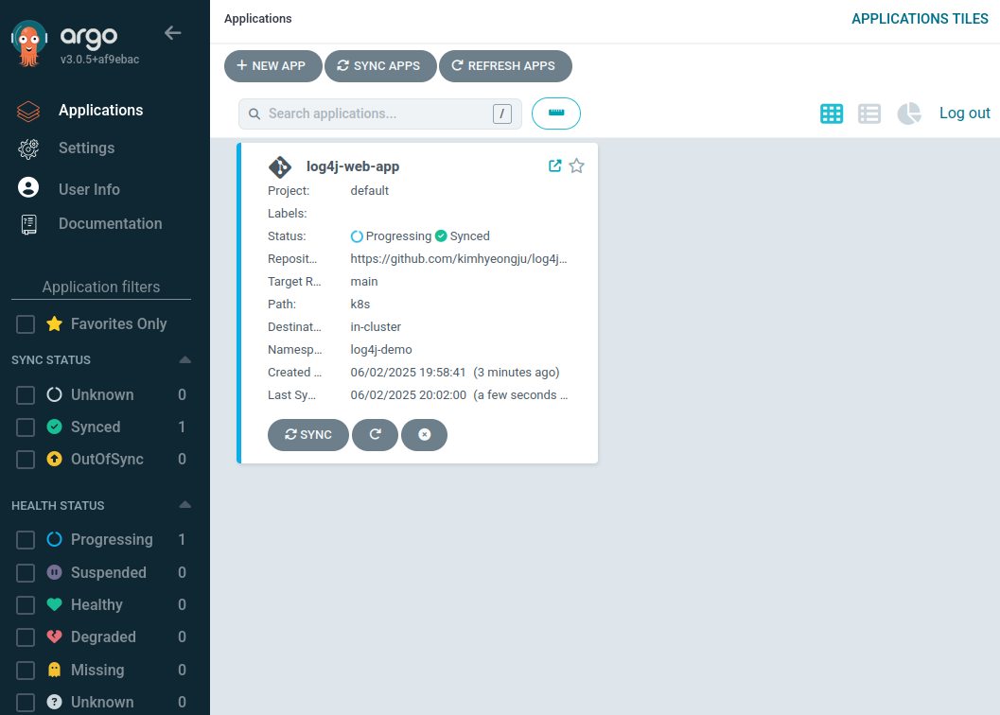 argo
v3.0.5+af9ebac
Applications
Settings
User Info
Documentation
Application filters
Favorites Only
SYNC STATUS
Unknown 0
Synced 1
OutOfSync 0
HEALTH STATUS
Progressing 1
Suspended 0
Healthy 0
Degraded 0
Missing 0
Unknown 0
Applications
APPLICATIONS TILES
NEW APP SYNC APPS REFRESH APPS
Search applications... /
Log out
log4j-web-app
Project: default
Labels:
Status: Progressing Synced
Reposit... https://github.com/kimhyeongju/log4j...
Target R... main
Path: k8s
Destinat... in-cluster
Namesp... log4j-demo
Created ... 06/02/2025 19:58:41 (3 minutes ago)
Last Sy... 06/02/2025 20:02:00 (a few seconds ...
SYNC